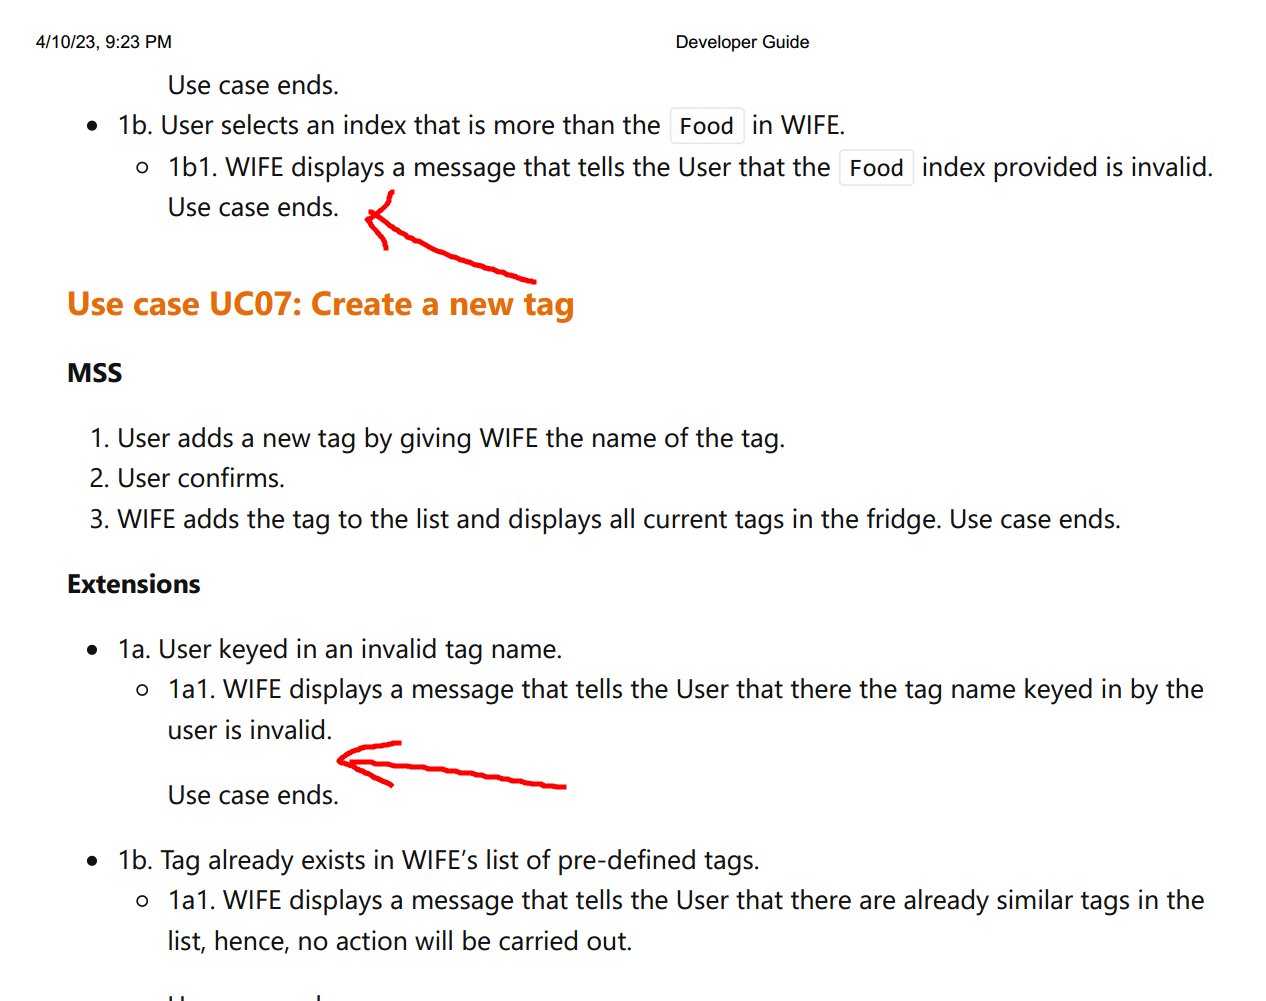 4/10/23, 9:23 PM Developer Guide
Use case ends.
1b. User selects an index that is more than the Food in WIFE.
1b1. WIFE displays a message that tells the User that the Food index provided is invalid.
Use case ends.
Use case UC07: Create a new tag
MSS
1. User adds a new tag by giving WIFE the name of the tag.
2. User confirms.
3. WIFE adds the tag to the list and displays all current tags in the fridge. Use case ends.
Extensions
1a. User keyed in an invalid tag name.
1a1. WIFE displays a message that tells the User that there the tag name keyed in by the
user is invalid.
Use case ends.
1b. Tag already exists in WIFE's list of pre-defined tags.
1a1. WIFE displays a message that tells the User that there are already similar tags in the
list, hence, no action will be carried out.